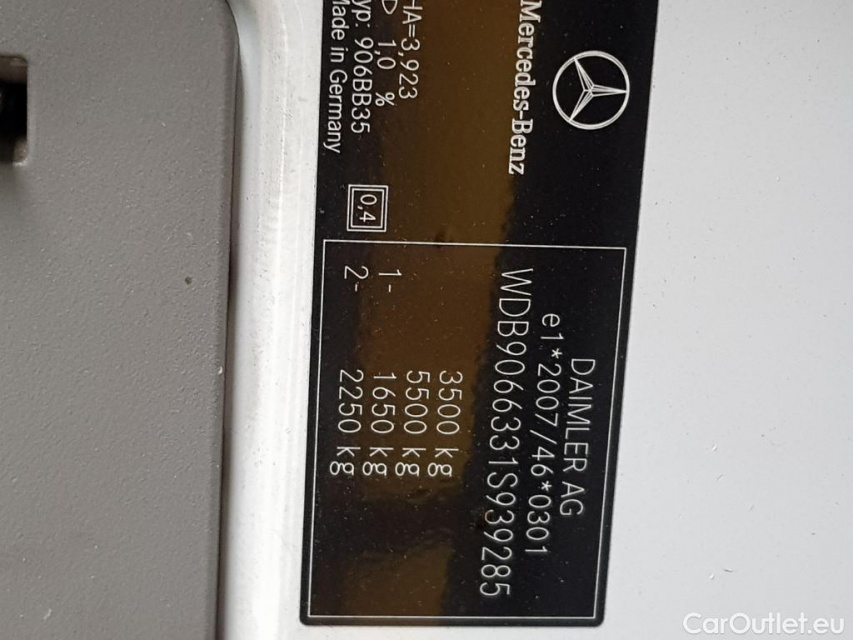 Mercedes-Benz
HA=3,923
D 1,0 %
Typ: 906BB35
Made in Germany
0,4
DAIMLER AG
e1*2007/46*0301
WDB9066331S939285
3500 kg
5500 kg
1- 1650 kg
2- 2250 kg
CarOutlet.eu